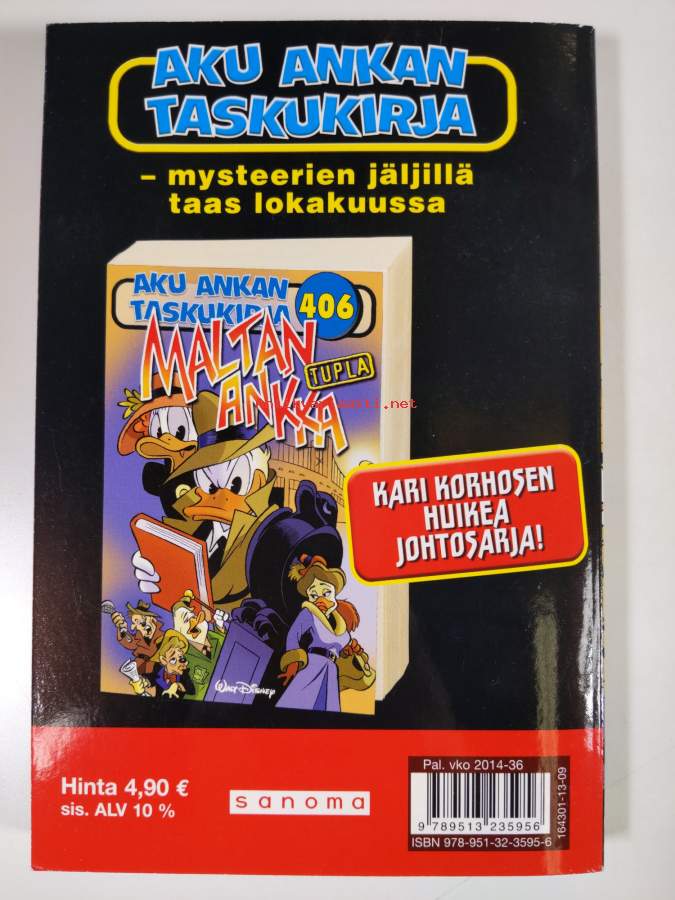 AKU ANKAN
TASKUKIRJA
– mysteerien jäljillä
taas lokakuussa
AKU ANKAN
TASKUKIRJA
406
MALTAN
ANKKA
TUPLA
KARI KORHOSEN
HUIKEA
JOHTOSARJA!
WALT DISNEY
Hinta 4,90 €
sis. ALV 10 %
sanoma
Pal. vko 2014-36
9 789513 235956
ISBN 978-951-32-3595-6
164301-13-09